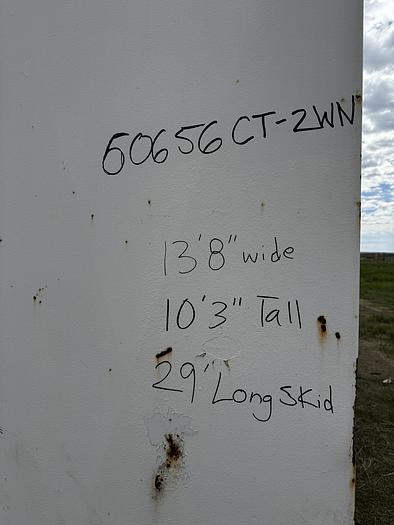 60656 CT-2WN
13'8" wide
10'3" Tall
29' Long Skid